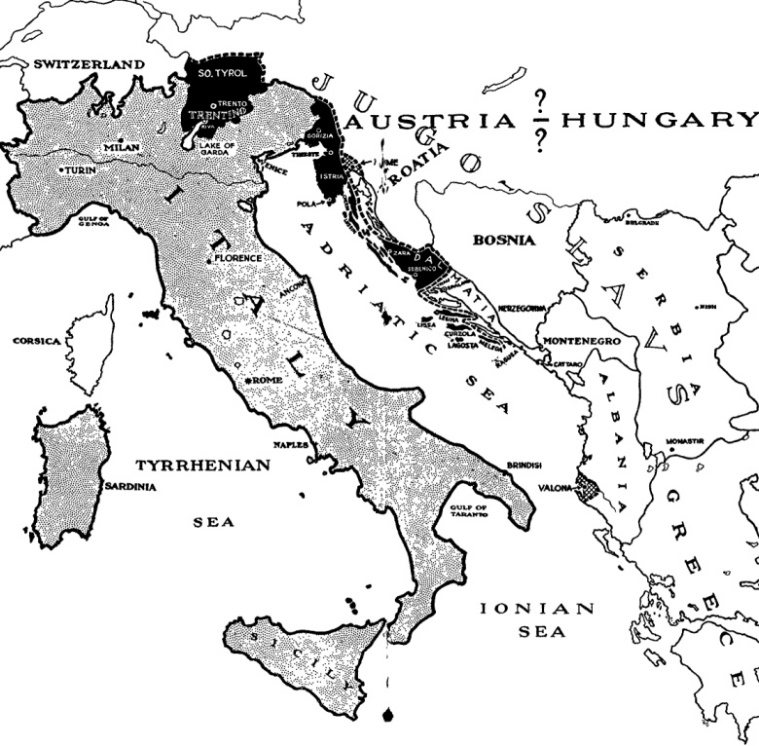 SWITZERLAND
SO. TYROL
TRENTO
TRENTINO
RIVA
LAKE OF
GARDA
MILAN
TURIN
GULF OF
GENOA
JUGO-SLAVS
AUSTRIA ? — ? HUNGARY
GORIZIA
TRIESTE
ISTRIA
POLA
FIUME
CROATIA
ITALY
FLORENCE
ANCONA
ADRIATIC SEA
ZARA
SEBENICO
DALMATIA
BOSNIA
BELGRADE
SERBIA
NISH
HERZEGOVINA
LISSA
LESINA
CURZOLA
LAGOSTA
MELEDA
RAGUSA
CATTARO
MONTENEGRO
CORSICA
ROME
ALBANIA
MONASTIR
NAPLES
TYRRHENIAN
SEA
SARDINIA
BRINDISI
VALONA
GULF OF
TARANTO
GREECE
IONIAN
SEA
SICILY